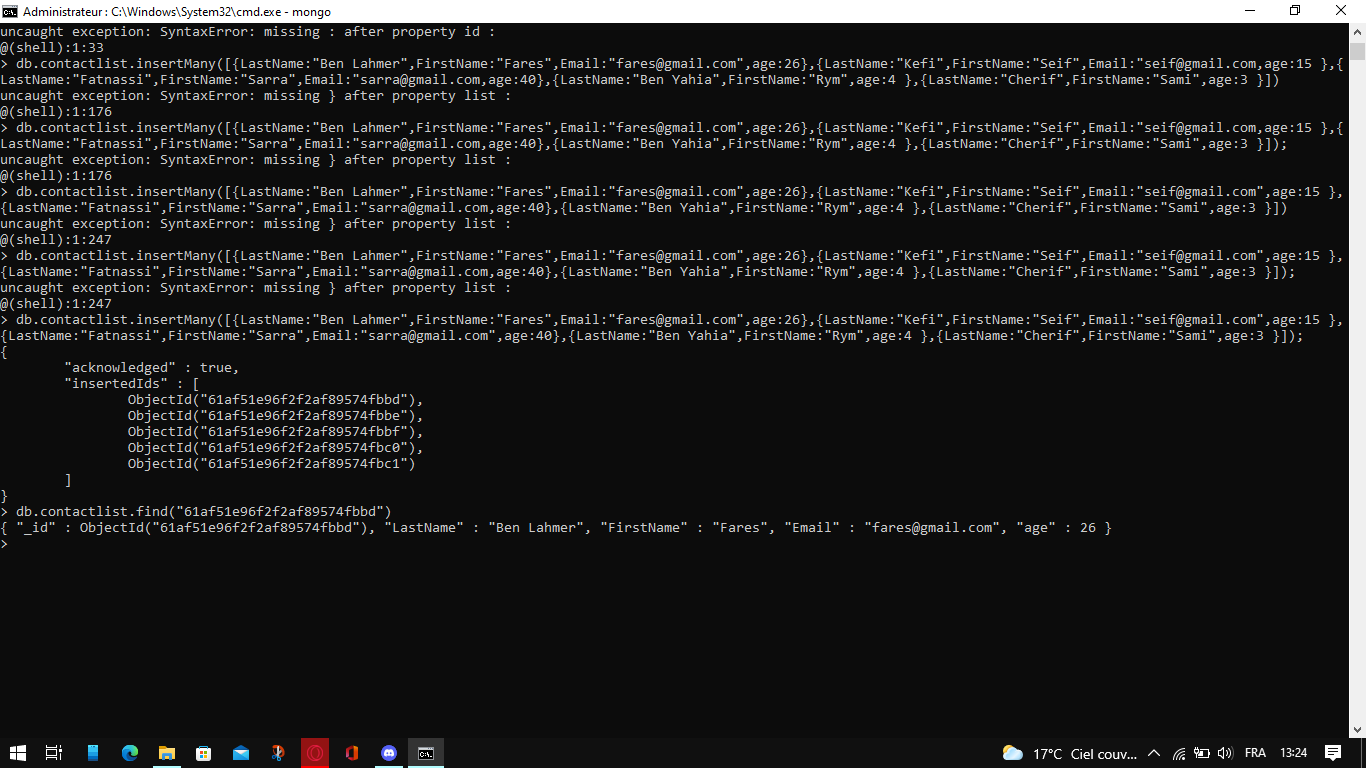 Administrateur : C:\Windows\System32\cmd.exe - mongo
uncaught exception: SyntaxError: missing : after property id :
@(shell):1:33
> db.contactlist.insertMany([{LastName:"Ben Lahmer",FirstName:"Fares",Email:"fares@gmail.com",age:26},{LastName:"Kefi",FirstName:"Seif",Email:"seif@gmail.com,age:15 },{
LastName:"Fatnassi",FirstName:"Sarra",Email:"sarra@gmail.com,age:40},{LastName:"Ben Yahia",FirstName:"Rym",age:4 },{LastName:"Cherif",FirstName:"Sami",age:3 }])
uncaught exception: SyntaxError: missing } after property list :
@(shell):1:176
> db.contactlist.insertMany([{LastName:"Ben Lahmer",FirstName:"Fares",Email:"fares@gmail.com",age:26},{LastName:"Kefi",FirstName:"Seif",Email:"seif@gmail.com,age:15 },{
LastName:"Fatnassi",FirstName:"Sarra",Email:"sarra@gmail.com,age:40},{LastName:"Ben Yahia",FirstName:"Rym",age:4 },{LastName:"Cherif",FirstName:"Sami",age:3 }]);
uncaught exception: SyntaxError: missing } after property list :
@(shell):1:176
> db.contactlist.insertMany([{LastName:"Ben Lahmer",FirstName:"Fares",Email:"fares@gmail.com",age:26},{LastName:"Kefi",FirstName:"Seif",Email:"seif@gmail.com",age:15 },
{LastName:"Fatnassi",FirstName:"Sarra",Email:"sarra@gmail.com,age:40},{LastName:"Ben Yahia",FirstName:"Rym",age:4 },{LastName:"Cherif",FirstName:"Sami",age:3 }])
uncaught exception: SyntaxError: missing } after property list :
@(shell):1:247
> db.contactlist.insertMany([{LastName:"Ben Lahmer",FirstName:"Fares",Email:"fares@gmail.com",age:26},{LastName:"Kefi",FirstName:"Seif",Email:"seif@gmail.com",age:15 },
{LastName:"Fatnassi",FirstName:"Sarra",Email:"sarra@gmail.com,age:40},{LastName:"Ben Yahia",FirstName:"Rym",age:4 },{LastName:"Cherif",FirstName:"Sami",age:3 }]);
uncaught exception: SyntaxError: missing } after property list :
@(shell):1:247
> db.contactlist.insertMany([{LastName:"Ben Lahmer",FirstName:"Fares",Email:"fares@gmail.com",age:26},{LastName:"Kefi",FirstName:"Seif",Email:"seif@gmail.com",age:15 },
{LastName:"Fatnassi",FirstName:"Sarra",Email:"sarra@gmail.com",age:40},{LastName:"Ben Yahia",FirstName:"Rym",age:4 },{LastName:"Cherif",FirstName:"Sami",age:3 }]);
{
        "acknowledged" : true,
        "insertedIds" : [
                ObjectId("61af51e96f2f2af89574fbbd"),
                ObjectId("61af51e96f2f2af89574fbbe"),
                ObjectId("61af51e96f2f2af89574fbbf"),
                ObjectId("61af51e96f2f2af89574fbc0"),
                ObjectId("61af51e96f2f2af89574fbc1")
        ]
}
> db.contactlist.find("61af51e96f2f2af89574fbbd")
{ "_id" : ObjectId("61af51e96f2f2af89574fbbd"), "LastName" : "Ben Lahmer", "FirstName" : "Fares", "Email" : "fares@gmail.com", "age" : 26 }
>
17°C Ciel couv... FRA 13:24